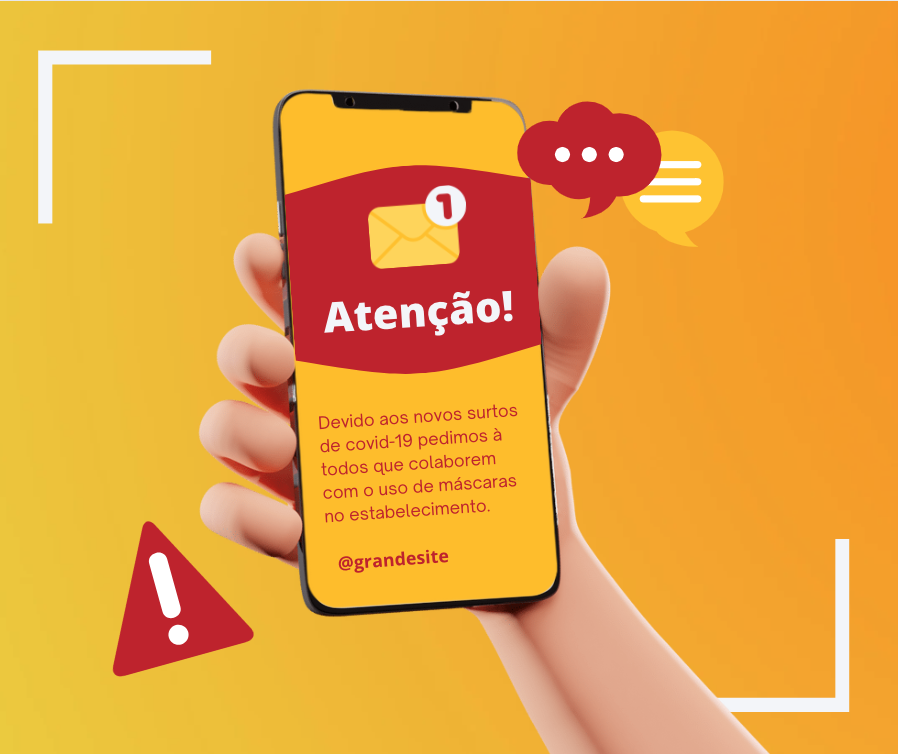 1
Atenção!
Devido aos novos surtos
de covid-19 pedimos à
todos que colaborem
com o uso de máscaras
no estabelecimento.
@grandesite